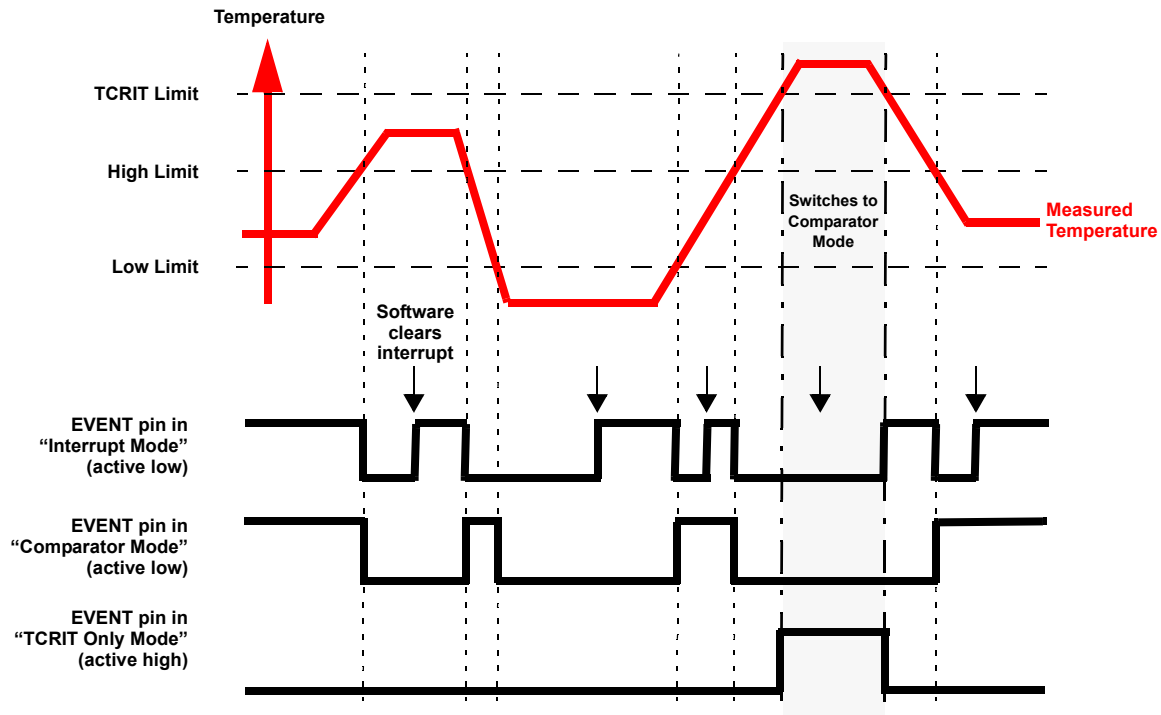 Temperature
TCRIT Limit
High Limit
Low Limit
Switches to
Comparator
Mode
Measured
Temperature
Software
clears
interrupt
EVENT pin in
“Interrupt Mode”
(active low)
EVENT pin in
“Comparator Mode”
(active low)
EVENT pin in
“TCRIT Only Mode”
(active high)